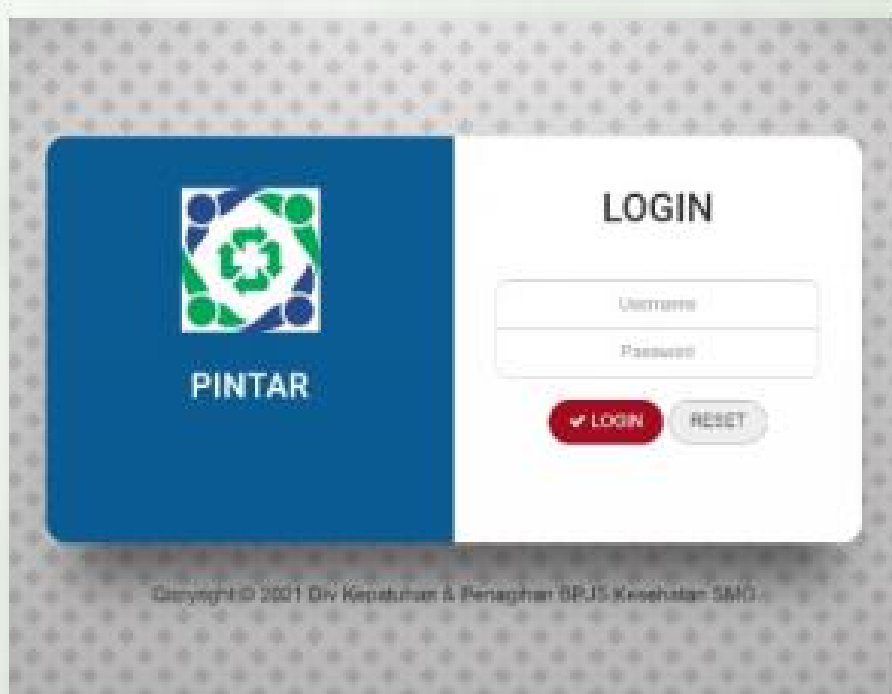 PINTAR
LOGIN
Username
Password
LOGIN
RESET
Copyright © 2021 Div Kepatuhan & Penagihan BPJS Kesehatan SMG